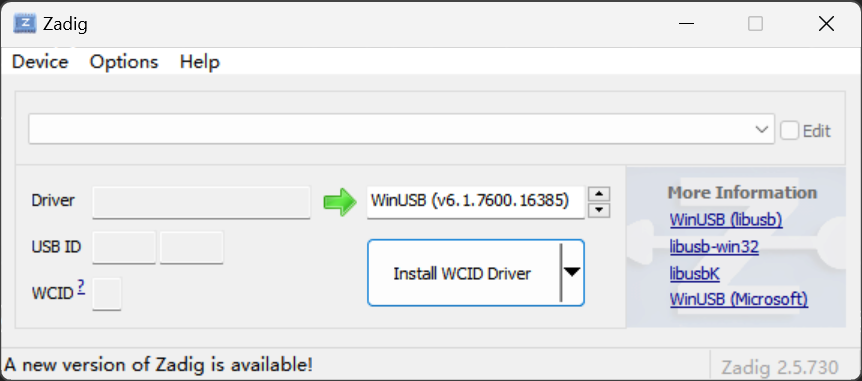 Zadig
Device Options Help
Edit
Driver WinUSB (v6.1.7600.16385)
USB ID
WCID ?
Install WCID Driver
More Information
WinUSB (libusb)
libusb-win32
libusbK
WinUSB (Microsoft)
A new version of Zadig is available! Zadig 2.5.730